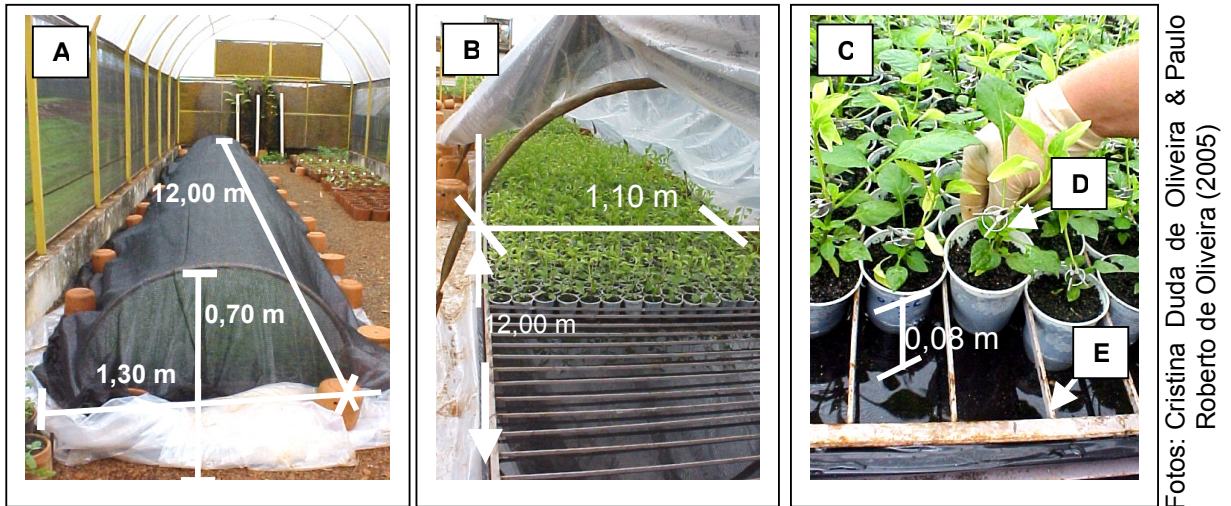 A
12,00 m
0,70 m
1,30 m
B
1,10 m
12,00 m
C
D
0,08 m
E
Fotos: Cristina Duda de Oliveira & Paulo
Roberto de Oliveira (2005)